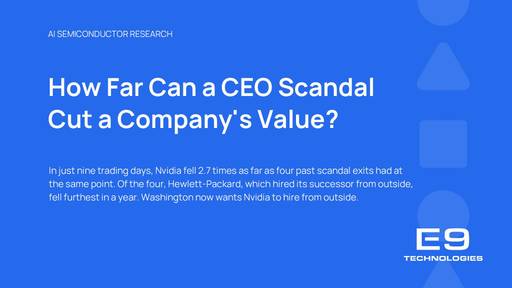 AI SEMICONDUCTOR RESEARCH
How Far Can a CEO Scandal
Cut a Company's Value?
In just nine trading days, Nvidia fell 2.7 times as far as four past scandal exits had at
the same point. Of the four, Hewlett-Packard, which hired its successor from outside,
fell furthest in a year. Washington now wants Nvidia to hire from outside.
E9
TECHNOLOGIES